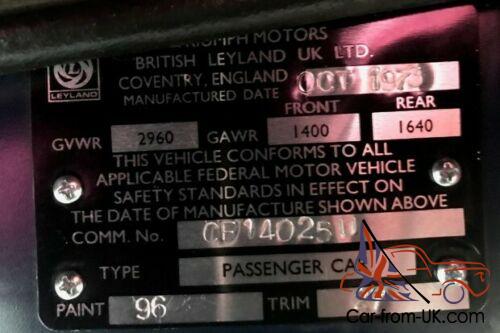 TRIUMPH MOTORS
BRITISH LEYLAND UK LTD.
COVENTRY, ENGLAND
MANUFACTURED DATE OCT
LEYLAND
FRONT REAR
GVWR 2960 GAWR 1400 1640
THIS VEHICLE CONFORMS TO ALL
APPLICABLE FEDERAL MOTOR VEHICLE
SAFETY STANDARDS IN EFFECT ON
THE DATE OF MANUFACTURE SHOWN ABOVE
COMM. No. CF14025U
TYPE PASSENGER CA
PAINT 96 TRIM
Car-from-UK.com